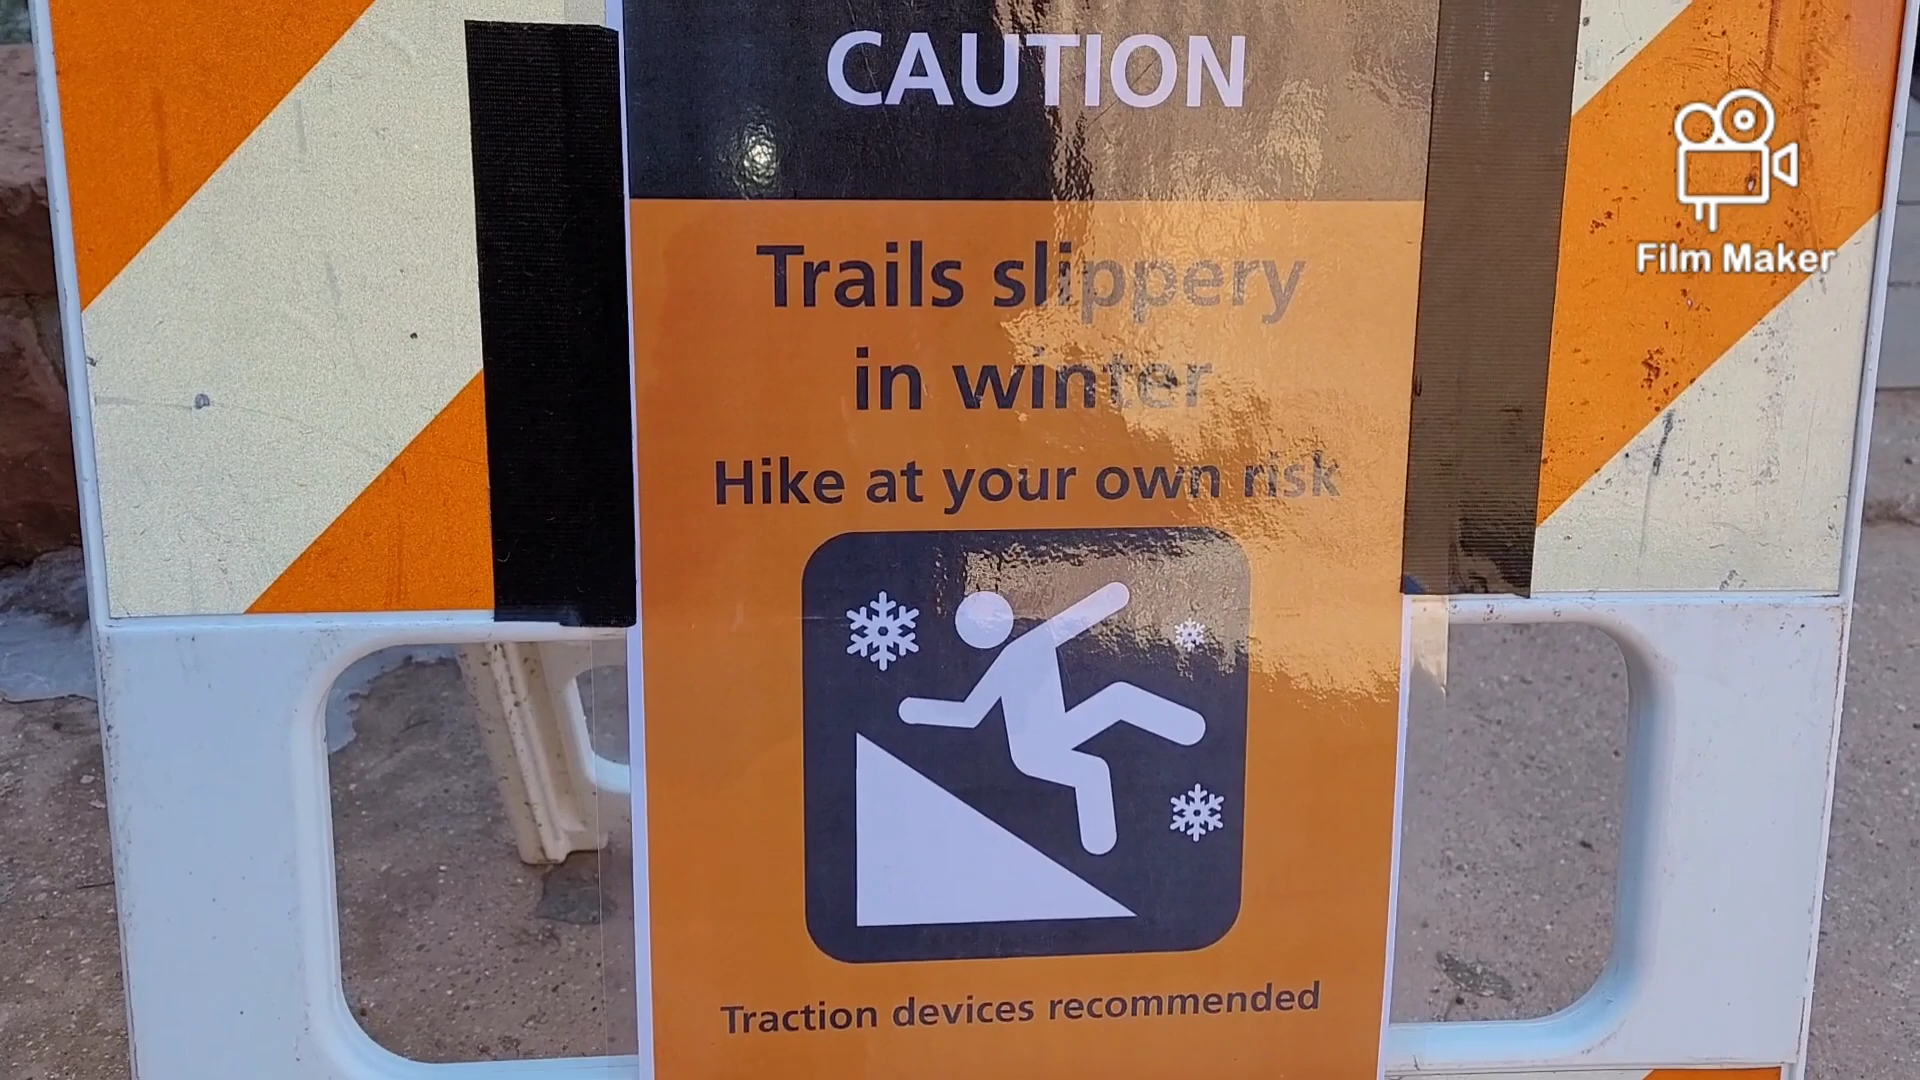 CAUTION
Trails slippery
in winter
Hike at your own risk
Traction devices recommended
Film Maker